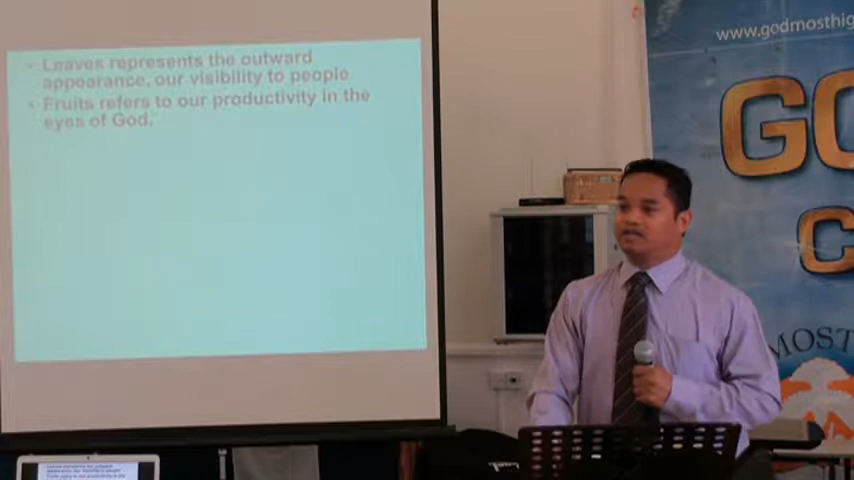 Leaves represents the outward
appearance, our visibility to people
Fruits refers to our productivity in the
eyes of God.
www.godmosthig
GO
C
MOST